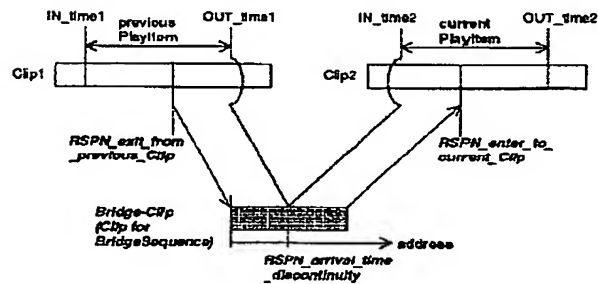 IN_time1
previous
PlayItem
OUT_time1
IN_time2
current
PlayItem
OUT_time2
Clip1
Clip2
RSPN_exit_from
_previous_Clip
RSPN_enter_to_
current_Clip
Bridge-Clip
(Clip for
BridgeSequence)
address
RSPN_arrival_time
_discontinuity